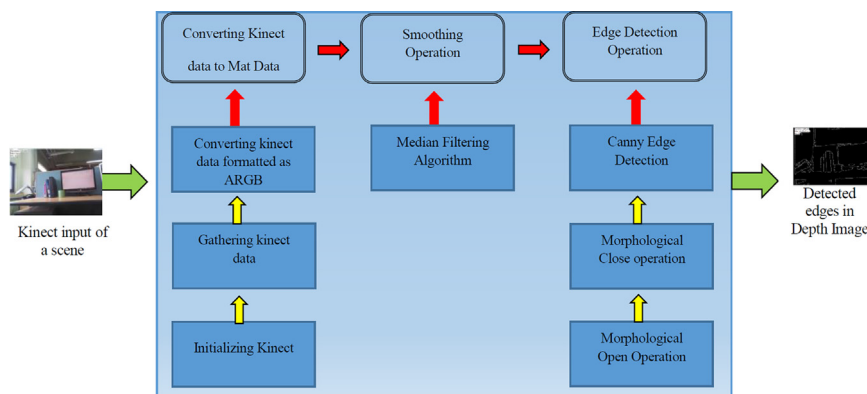 Converting Kinect
data to Mat Data
Smoothing
Operation
Edge Detection
Operation
Converting kinect
data formatted as
ARGB
Median Filtering
Algorithm
Canny Edge
Detection
Kinect input of
a scene
Detected
edges in
Depth Image
Gathering kinect
data
Morphological
Close operation
Initializing Kinect
Morphological
Open Operation